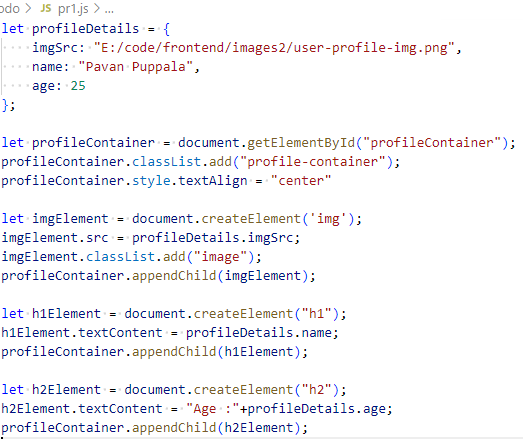 odo > JS pr1.js > ...
let profileDetails = {
    imgSrc: "E:/code/frontend/images2/user-profile-img.png",
    name: "Pavan Puppala",
    age: 25
};

let profileContainer = document.getElementById("profileContainer");
profileContainer.classList.add("profile-container");
profileContainer.style.textAlign = "center"

let imgElement = document.createElement('img');
imgElement.src = profileDetails.imgSrc;
imgElement.classList.add("image");
profileContainer.appendChild(imgElement);

let h1Element = document.createElement("h1");
h1Element.textContent = profileDetails.name;
profileContainer.appendChild(h1Element);

let h2Element = document.createElement("h2");
h2Element.textContent = "Age :"+profileDetails.age;
profileContainer.appendChild(h2Element);